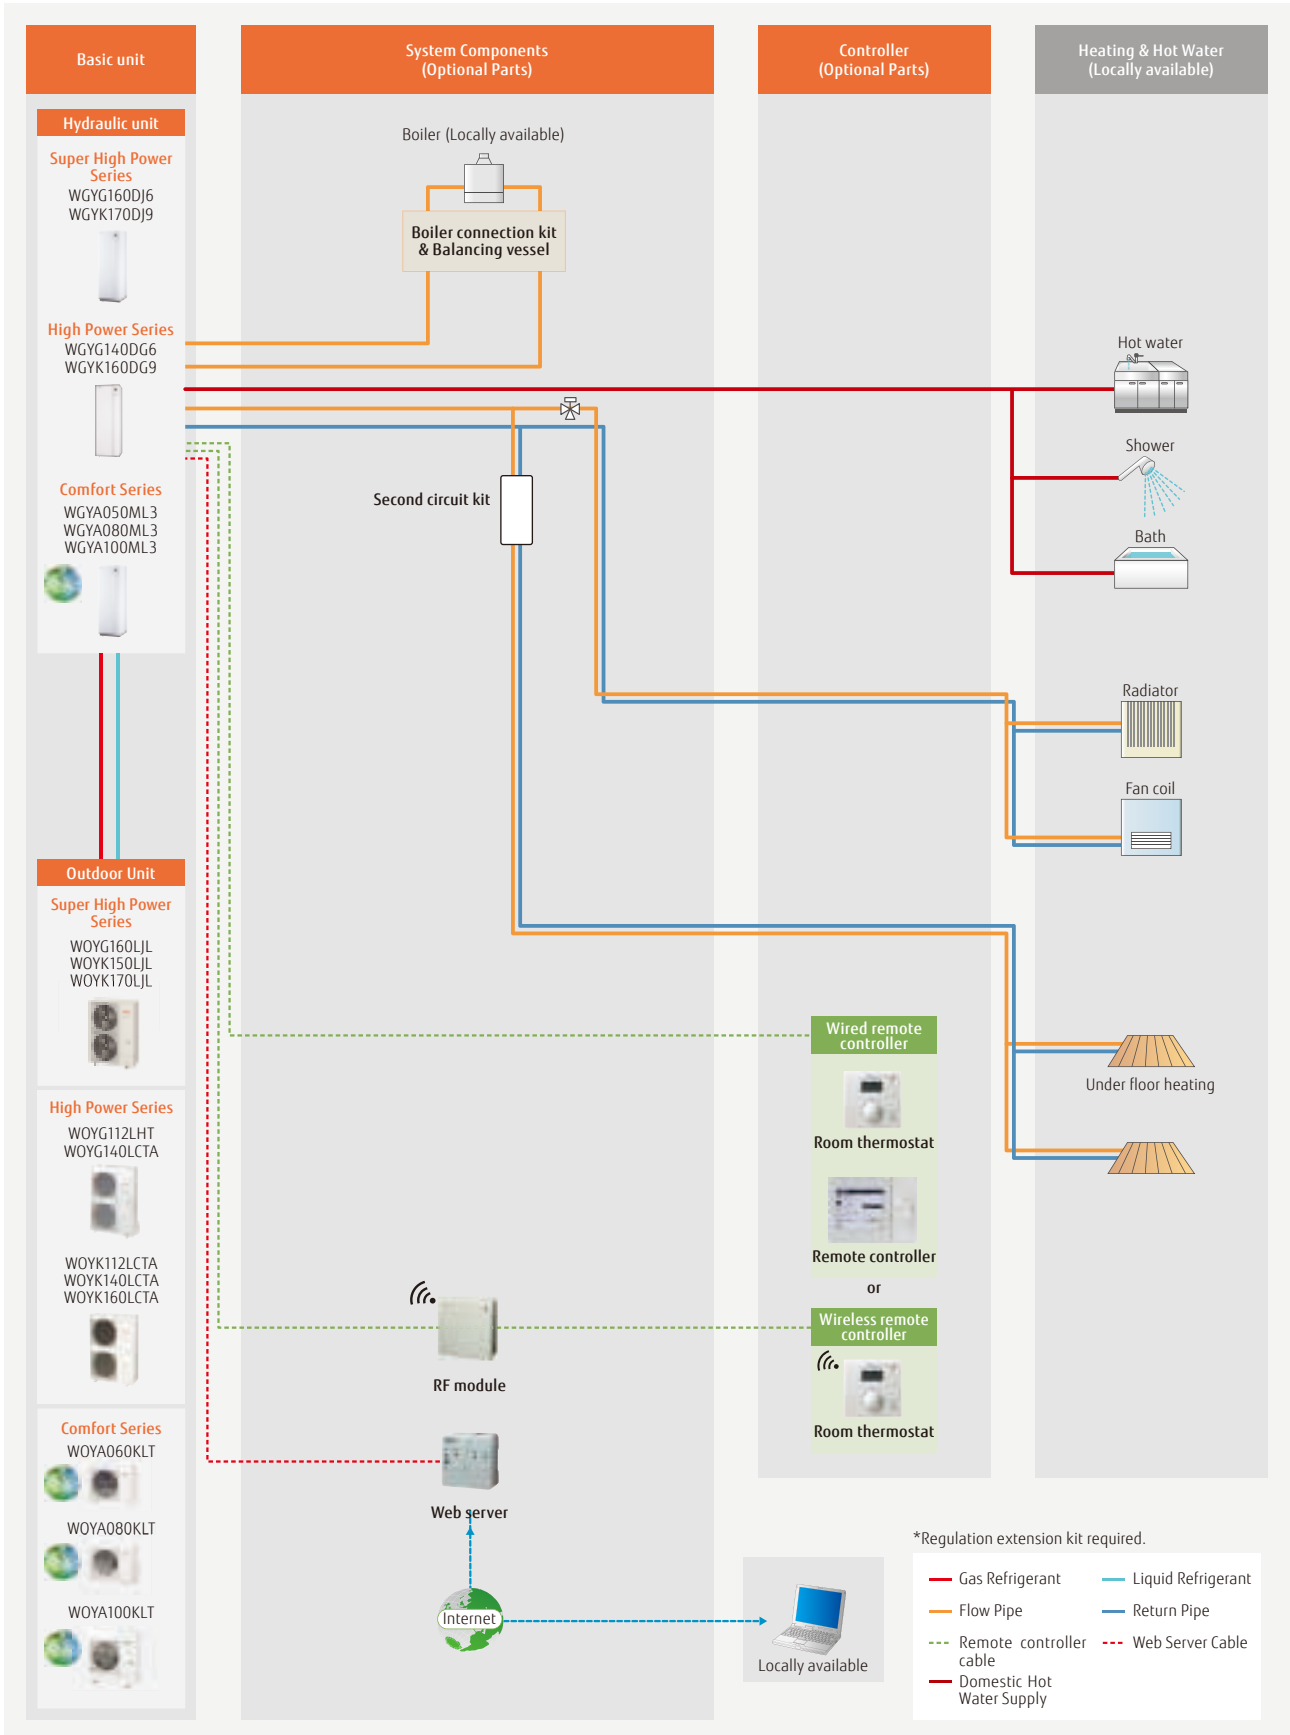 Basic unit
System Components
(Optional Parts)
Controller
(Optional Parts)
Heating & Hot Water
(Locally available)
Hydraulic unit
Super High Power
Series
WGYG160DJ6
WGYK170DJ9
High Power Series
WGYG140DG6
WGYK160DG9
Comfort Series
WGYA050ML3
WGYA080ML3
WGYA100ML3
Outdoor Unit
Super High Power
Series
WOYG160LJL
WOYK150LJL
WOYK170LJL
High Power Series
WOYG112LHT
WOYG140LCTA
WOYK112LCTA
WOYK140LCTA
WOYK160LCTA
Comfort Series
WOYA060KLT
WOYA080KLT
WOYA100KLT
Boiler (Locally available)
Boiler connection kit
& Balancing vessel
Second circuit kit
RF module
Web server
Internet
Wired remote
controller
Room thermostat
Remote controller
or
Wireless remote
controller
Room thermostat
Locally available
Hot water
Shower
Bath
Radiator
Fan coil
Under floor heating
*Regulation extension kit required.
Gas Refrigerant
Liquid Refrigerant
Flow Pipe
Return Pipe
Remote controller
cable
Web Server Cable
Domestic Hot
Water Supply